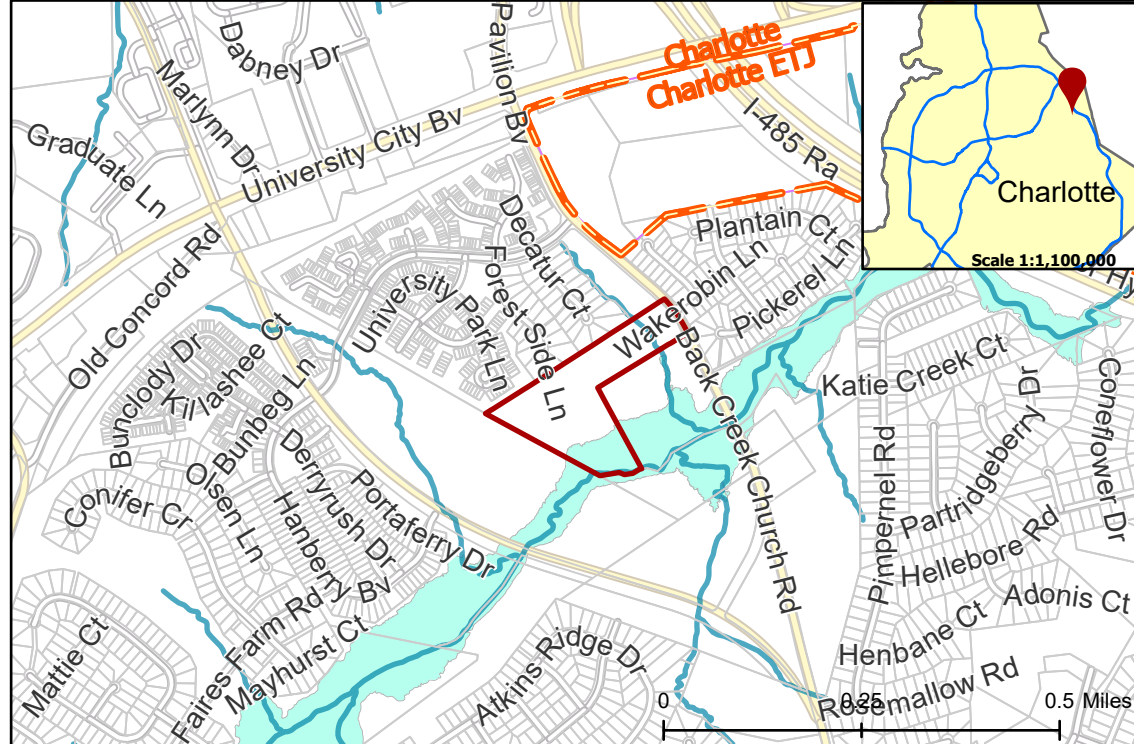 Dabney Dr
Pavilion Bv
Charlotte
Charlotte ETJ
Marlynn Dr
I-485 Ra
University City Bv
Graduate Ln
Charlotte
Scale 1:1,100,000
Plantain Ct
Decatur Ct
Old Concord Rd
Forest Side Ln
Wakerobin Ln
Pickerel Ln
Hy
University Park Ln
Back Creek Church Rd
Killashee Ct
Bunclody Dr
Bunbeg Ln
Katie Creek Ct
Coneflower Dr
Partridgeberry Dr
Pimpernel Rd
Derryrush Dr
Portaferry Dr
Olsen Ln
Conifer Cr
Hanberry Bv
Hellebore Rd
Adonis Ct
Faires Farm Rd
Mayhurst Ct
Mattie Ct
Atkins Ridge Dr
Henbane Ct
Rosemallow Rd
0 0.25 0.5 Miles